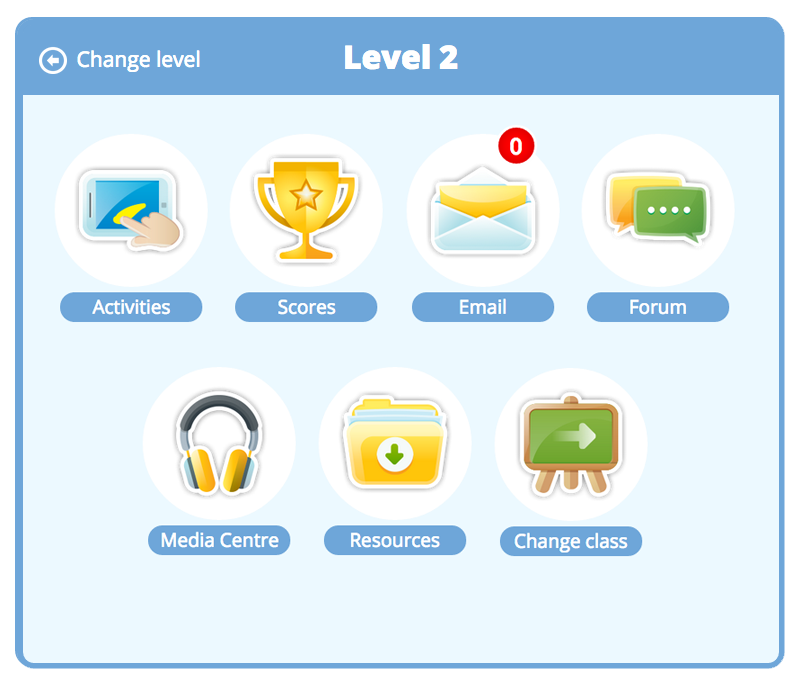 Change level
Level 2
0
Activities
Scores
Email
Forum
Media Centre
Resources
Change class